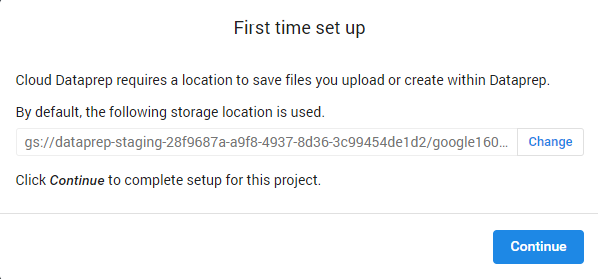 First time set up
Cloud Dataprep requires a location to save files you upload or create within Dataprep.
By default, the following storage location is used.
gs://dataprep-staging-28f9687a-a9f8-4937-8d36-3c99454de1d2/google160... Change
Click Continue to complete setup for this project.
Continue